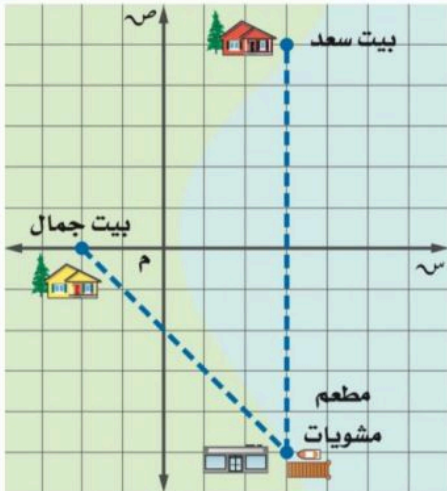 ص
بيت سعد
بيت جمال
م
س
مطعم
مشويات